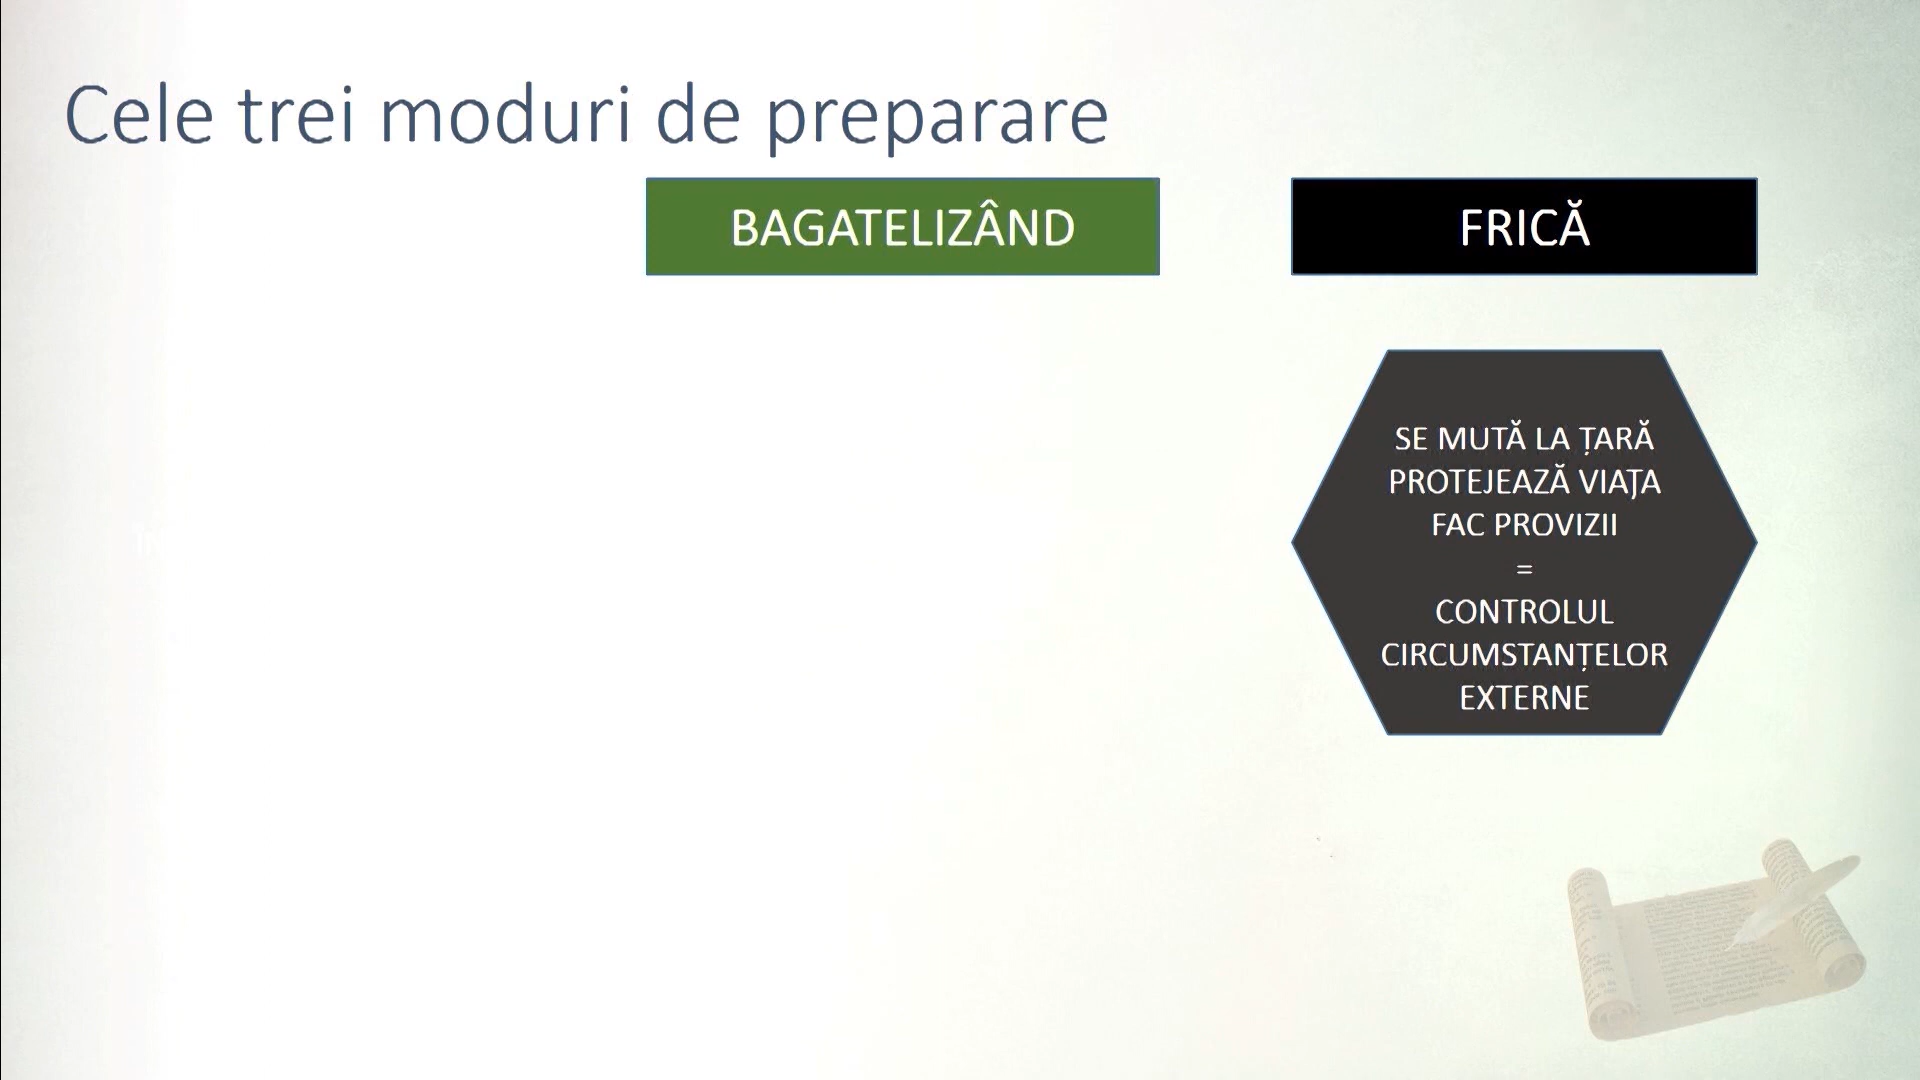 Cele trei moduri de preparare
BAGATELIZÂND
FRICĂ
SE MUTĂ LA ȚARĂ
PROTEJEAZĂ VIAȚA
FAC PROVIZII
=
CONTROLUL
CIRCUMSTANȚELOR
EXTERNE